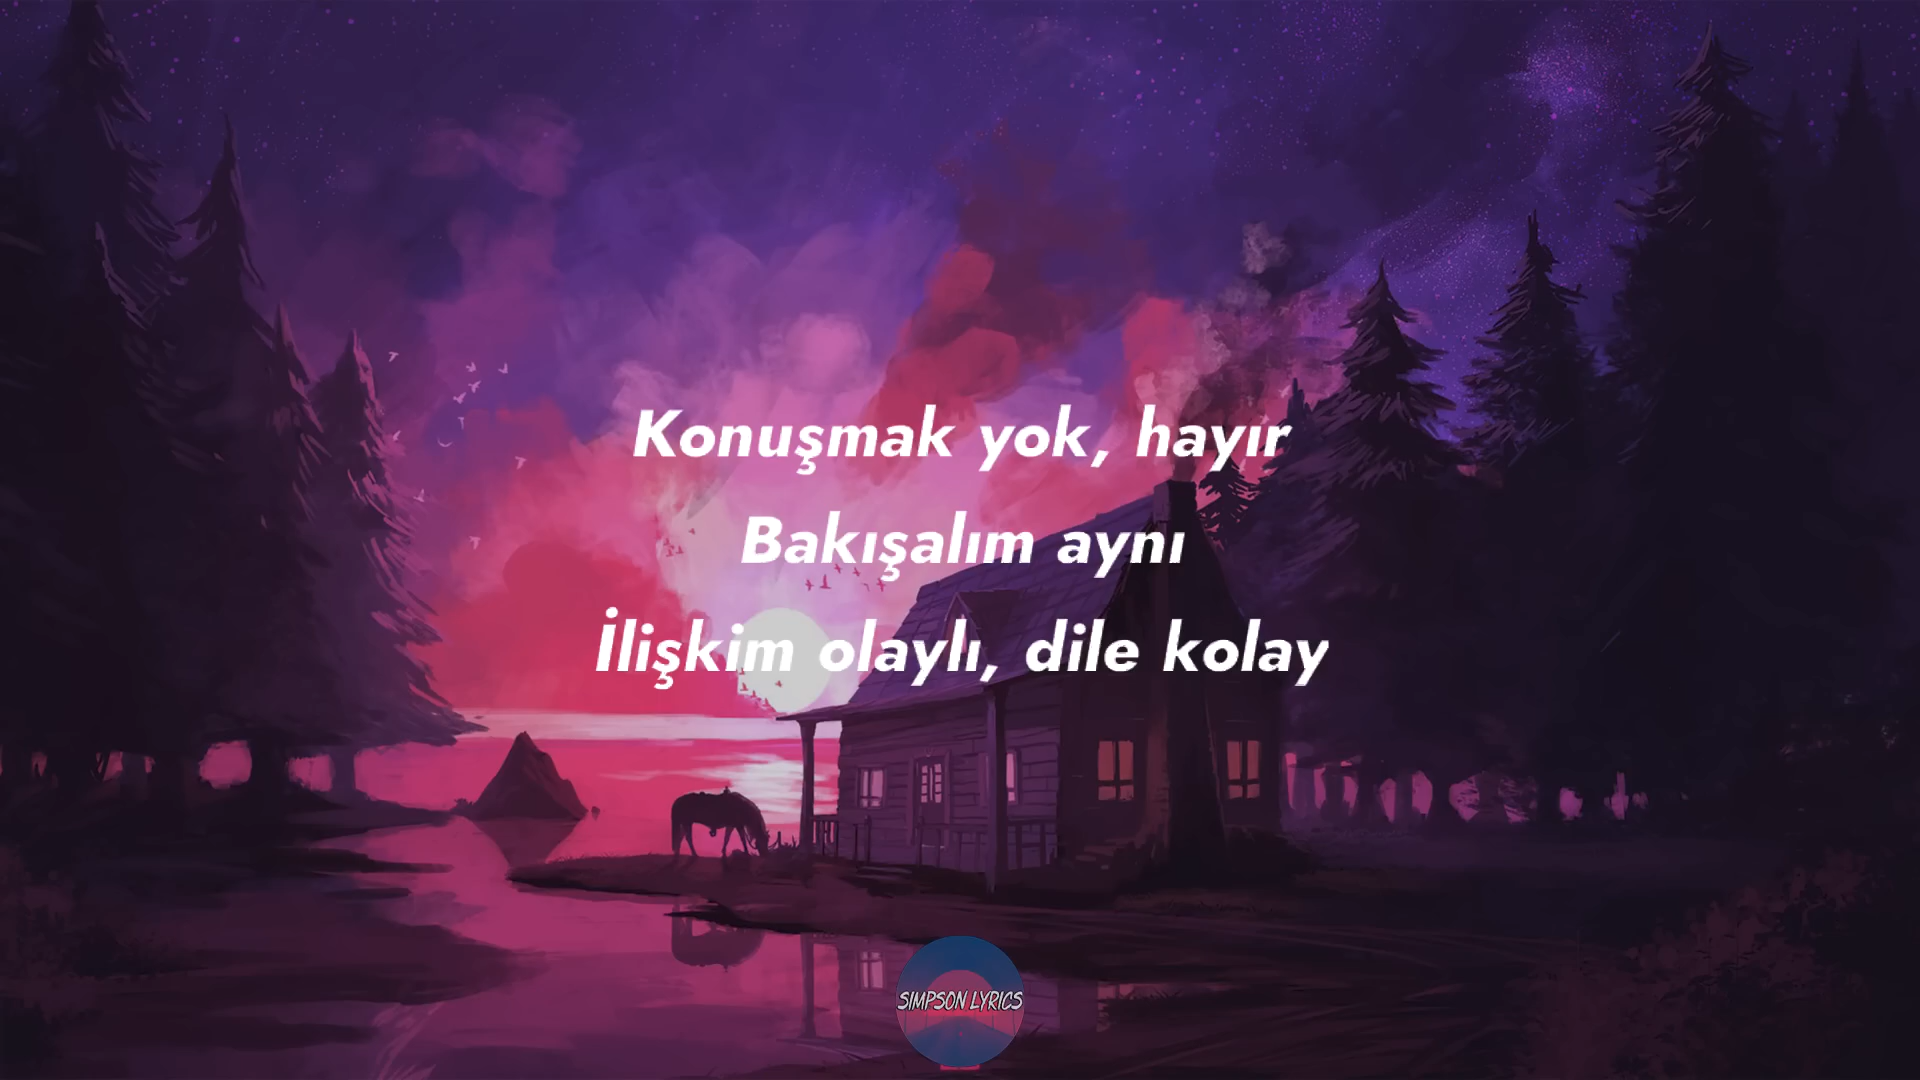 Konuşmak yok, hayır
Bakışalım aynı
İlişkim olaylı, dile kolay
SIMPSON LYRICS